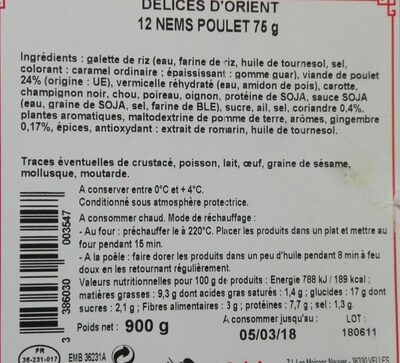 DELICES D'ORIENT
12 NEMS POULET 75 g
Ingrédients : galette de riz (eau, farine de riz, huile de tournesol, sel,
colorant : caramel ordinaire ; épaississant : gomme guar), viande de poulet
24% (origine : UE), vermicelle réhydraté (eau, amidon de pois), carotte,
champignon noir, chou, poireau, oignon, protéine de SOJA, sauce SOJA
(eau, graine de SOJA, sel, farine de BLE), sucre, ail, sel, coriandre 0.4%.
plantes aromatiques, maltodextrine de pomme de terre, arômes, gingembre
0,17%, épices, antioxydant : extrait de romarin, huile de tournesol.
Traces éventuelles de crustacé, poisson, lait, œuf, graine de sésame,
mollusque, moutarde.
A conserver entre 0°C et + 4°C.
Conditionné sous atmosphère protectrice.
A consommer chaud. Mode de réchauffage :
- Au four : préchauffer le à 220°C. Placer les produits dans un plat et mettre au
four pendant 15 min.
- A la poêle : faire dorer les produits dans un peu d'huile pendant 8 min à feu
doux en les retournant régulièrement.
Valeurs nutritionnelles pour 100 g de produits : Energie 788 kJ / 189 kcal ;
matières grasses : 9,3 g dont acides gras saturés : 1,4 g ; glucides : 17 g dont
sucres : 2,1 g ; Fibres alimentaires : 3 g ; protéines : 7,7 g ; sel : 1,3 g.
Poids net : 900 g
A consommer jusqu'au :
05/03/18
LOT :
180611
3 386030 003547
FR
36-231-017
EMB 36231A
36330 VELLES